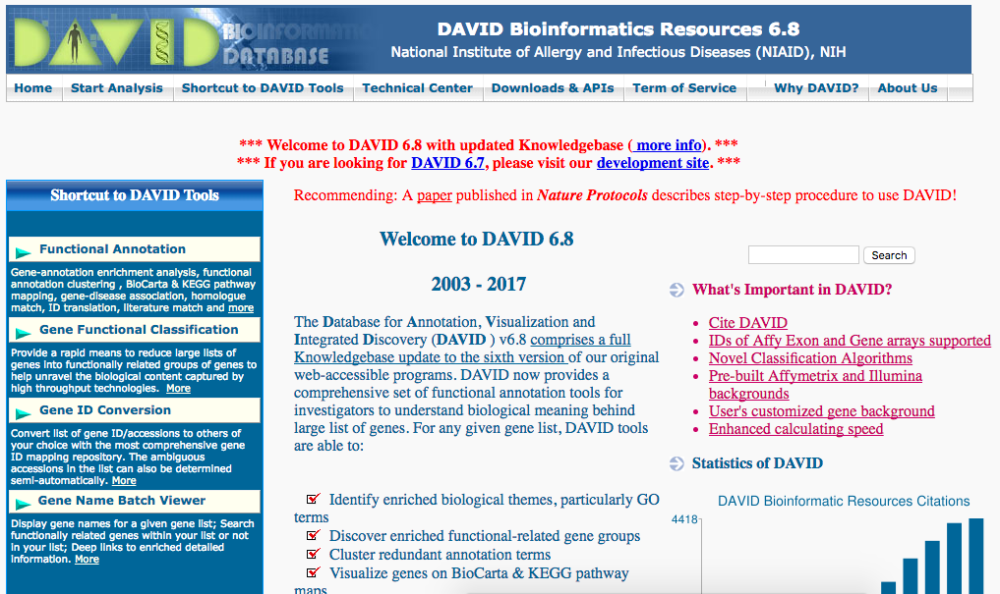 DAVID BIOINFORMATICS
DATABASE
DAVID Bioinformatics Resources 6.8
National Institute of Allergy and Infectious Diseases (NIAID), NIH
Home Start Analysis Shortcut to DAVID Tools Technical Center Downloads & APIs Term of Service Why DAVID? About Us
*** Welcome to DAVID 6.8 with updated Knowledgebase ( more info). ***
*** If you are looking for DAVID 6.7, please visit our development site. ***
Shortcut to DAVID Tools
Functional Annotation
Gene-annotation enrichment analysis, functional
annotation clustering , BioCarta & KEGG pathway
mapping, gene-disease association, homologue
match, ID translation, literature match and more
Gene Functional Classification
Provide a rapid means to reduce large lists of
genes into functionally related groups of genes to
help unravel the biological content captured by
high throughput technologies. More
Gene ID Conversion
Convert list of gene ID/accessions to others of
your choice with the most comprehensive gene
ID mapping repository. The ambiguous
accessions in the list can also be determined
semi-automatically. More
Gene Name Batch Viewer
Display gene names for a given gene list; Search
functionally related genes within your list or not
in your list; Deep links to enriched detailed
information. More
Recommending: A paper published in Nature Protocols describes step-by-step procedure to use DAVID!
Welcome to DAVID 6.8
2003 - 2017
The Database for Annotation, Visualization and
Integrated Discovery (DAVID ) v6.8 comprises a full
Knowledgebase update to the sixth version of our original
web-accessible programs. DAVID now provides a
comprehensive set of functional annotation tools for
investigators to understand biological meaning behind
large list of genes. For any given gene list, DAVID tools
are able to:
Identify enriched biological themes, particularly GO
terms
Discover enriched functional-related gene groups
Cluster redundant annotation terms
Visualize genes on BioCarta & KEGG pathway
maps
Search
What's Important in DAVID?
• Cite DAVID
• IDs of Affy Exon and Gene arrays supported
• Novel Classification Algorithms
• Pre-built Affymetrix and Illumina
backgrounds
• User's customized gene background
• Enhanced calculating speed
Statistics of DAVID
DAVID Bioinformatic Resources Citations
4418